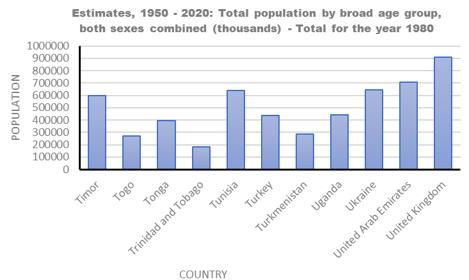 Estimates, 1950 - 2020: Total population by broad age group,
both sexes combined (thousands) - Total for the year 1980
POPULATION
1000000
900000
800000
700000
600000
500000
400000
300000
200000
100000
0
Timor
Togo
Tonga
Trinidad and Tobago
Tunisia
Turkey
Turkmenistan
Uganda
Ukraine
United Arab Emirates
United Kingdom
COUNTRY